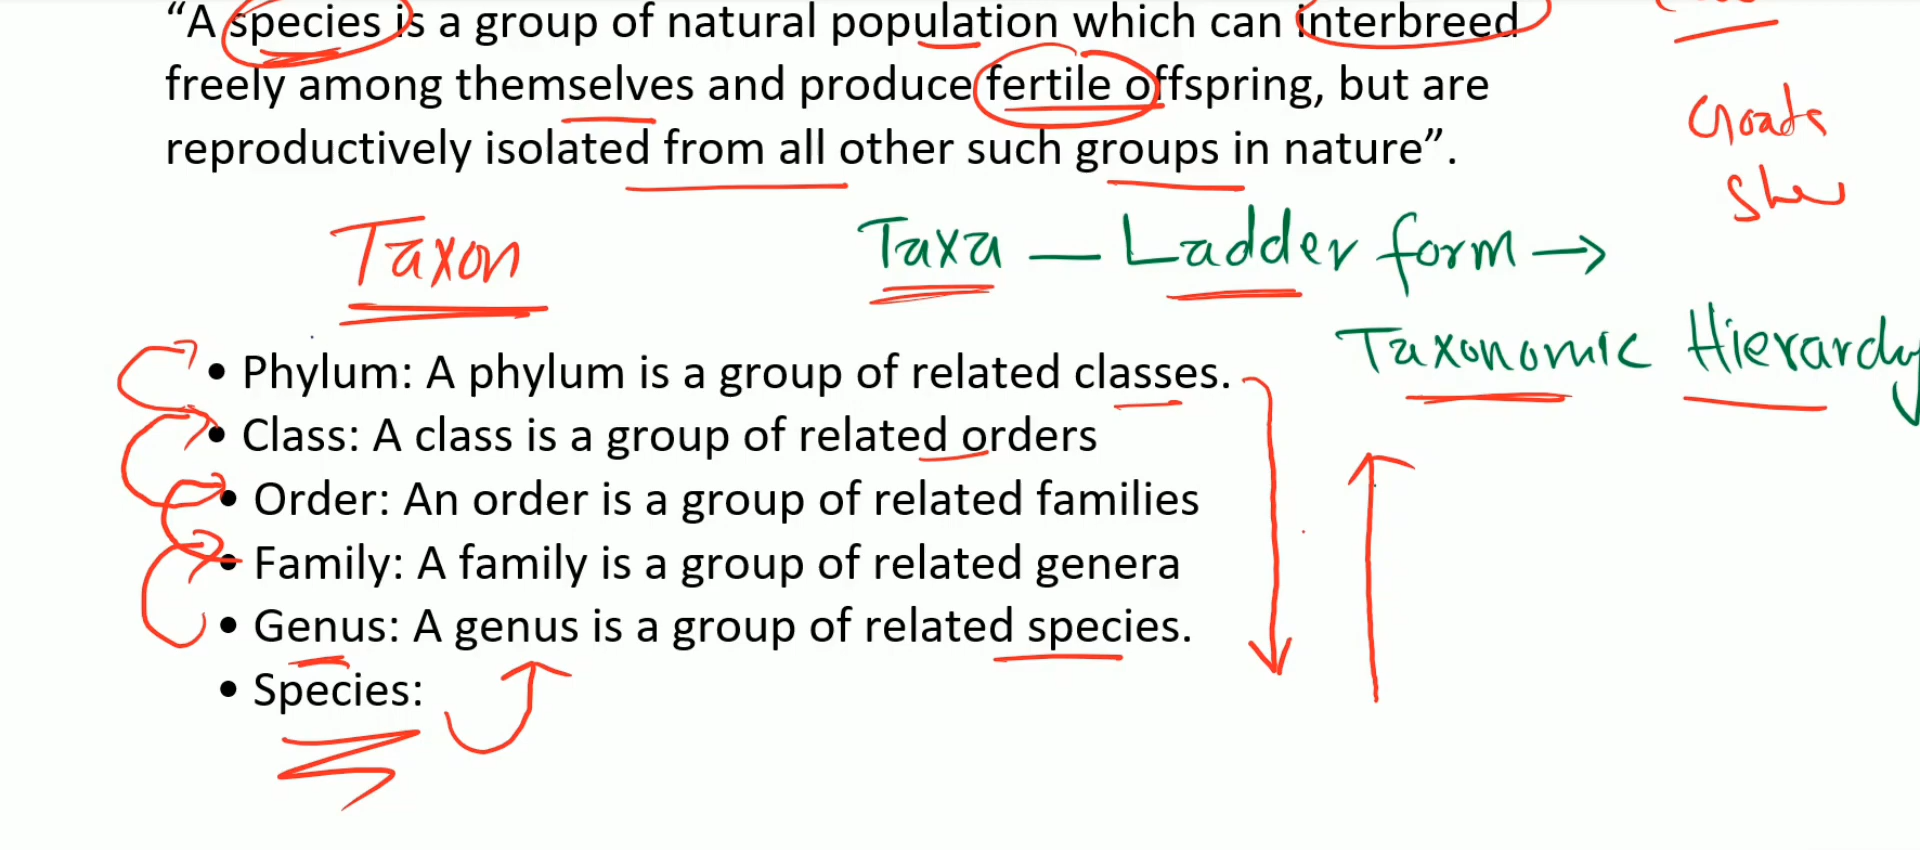 “A species is a group of natural population which can interbreed
freely among themselves and produce fertile offspring, but are
reproductively isolated from all other such groups in nature”.
Goats
Taxon
Taxa — Ladder form →
Taxonomic Hierarchy
• Phylum: A phylum is a group of related classes.
• Class: A class is a group of related orders
• Order: An order is a group of related families
• Family: A family is a group of related genera
• Genus: A genus is a group of related species.
• Species: